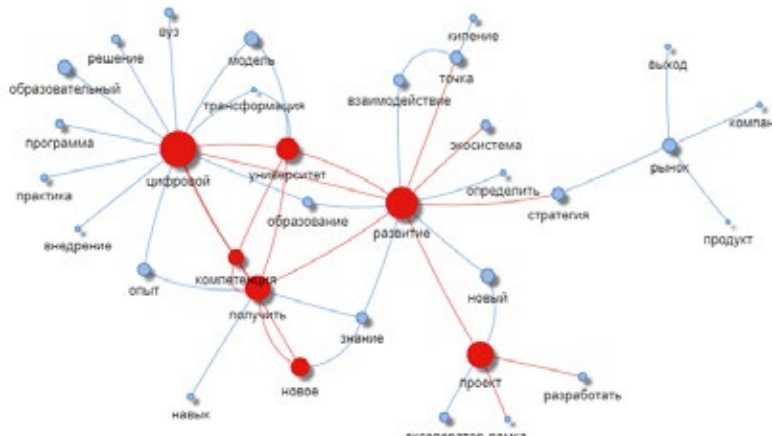 кипение
вуз
решение
модель
точка
выход
образовательный
взаимодействие
трансформация
программа
экосистема
цифровой
университет
рынок
практика
определить
образование
стратегия
развитие
продукт
внедрение
компетенция
опыт
новый
получить
знание
проект
новое
разработать
навык